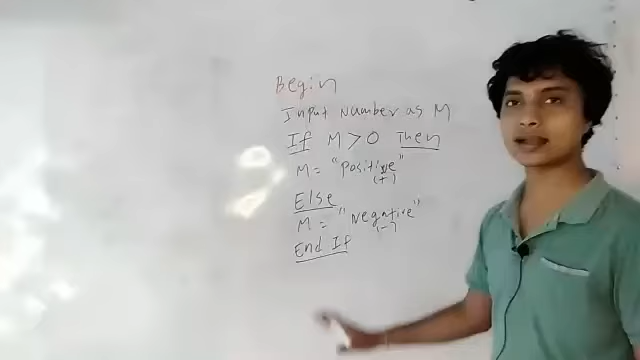 Begin
Input Number as M
If M > 0 Then
M = "Positive"
(+)
Else
M = "Negative"
(-)
End If